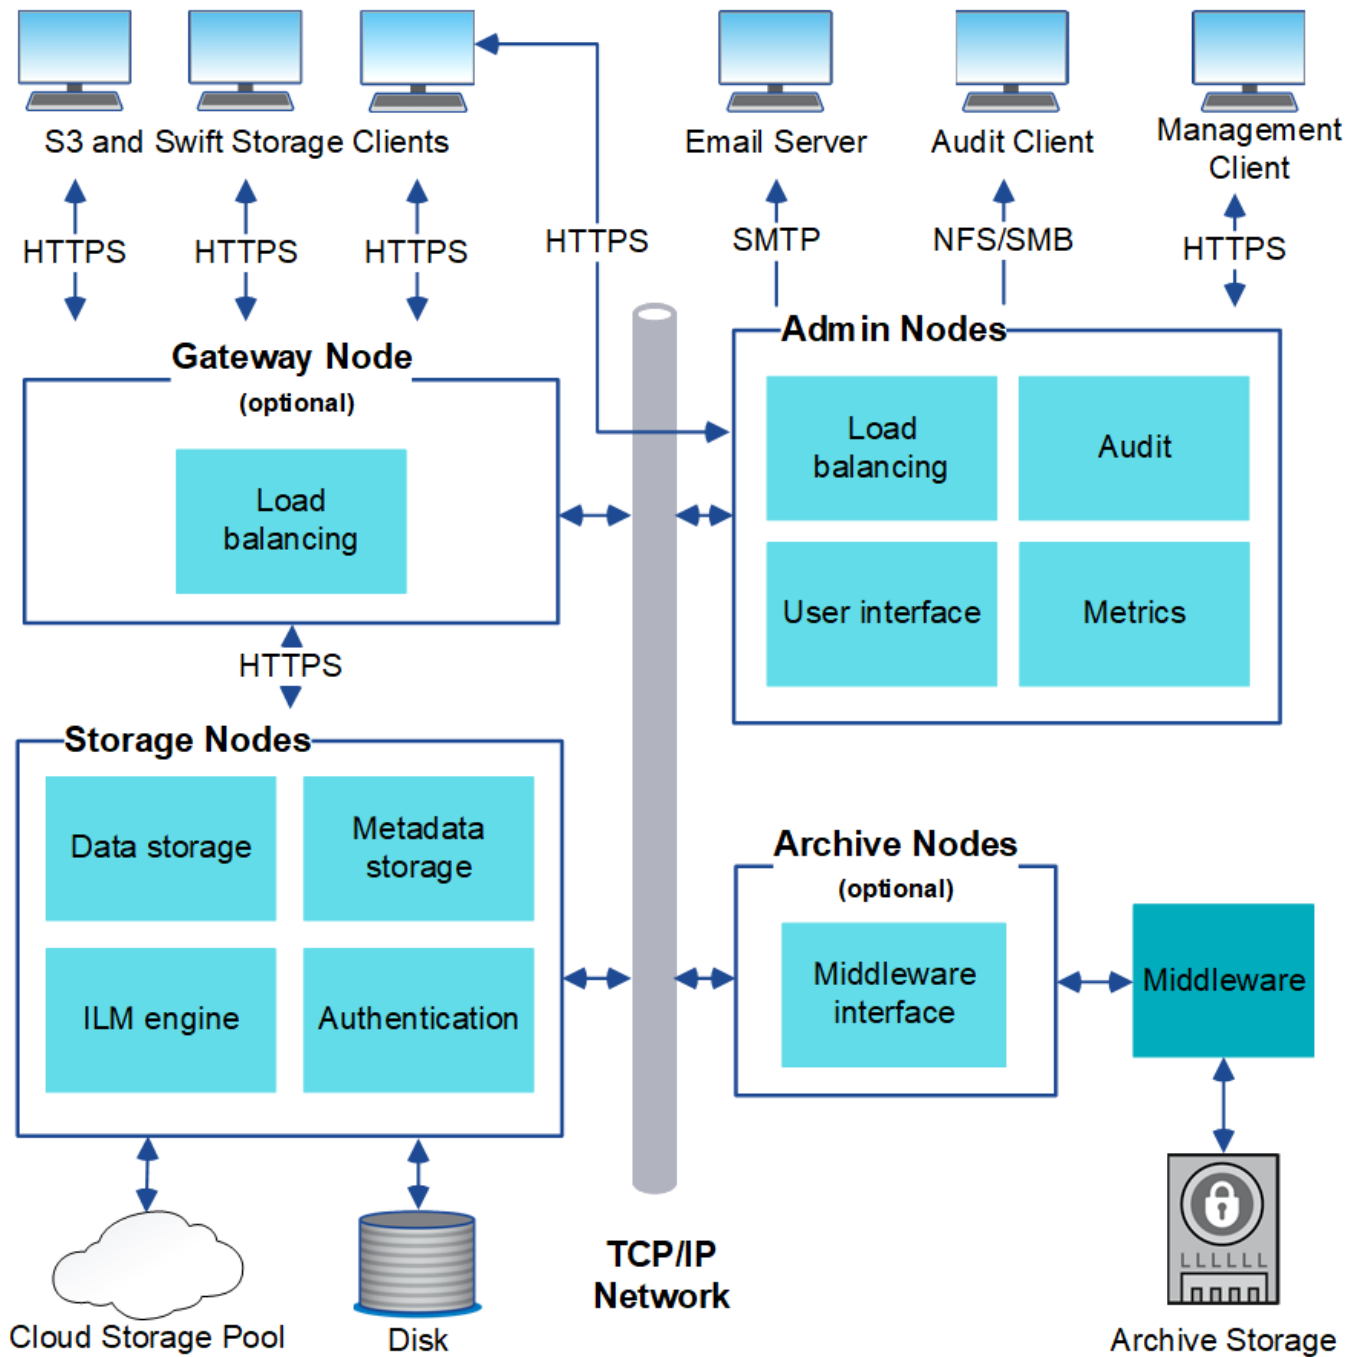 S3 and Swift Storage Clients
Email Server
Audit Client
Management
Client
HTTPS
HTTPS
HTTPS
HTTPS
SMTP
NFS/SMB
HTTPS
Gateway Node
(optional)
Load
balancing
HTTPS
Admin Nodes
Load
balancing
Audit
User interface
Metrics
Storage Nodes
Data storage
Metadata
storage
ILM engine
Authentication
Archive Nodes
(optional)
Middleware
interface
Middleware
LLLLLL
TCP/IP
Network
Cloud Storage Pool
Disk
Archive Storage